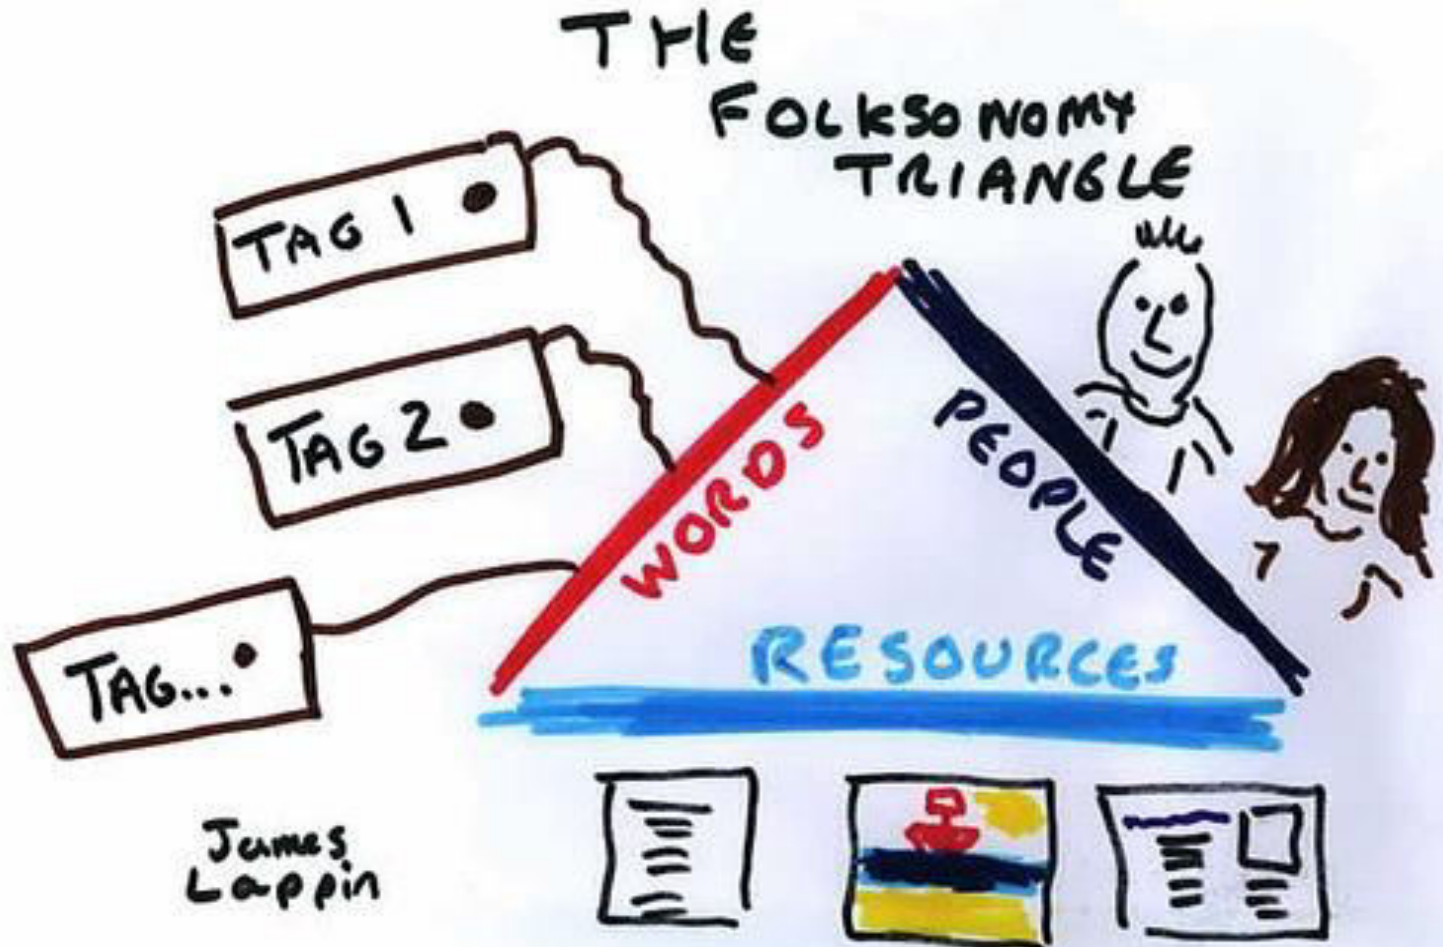 THE
FOLKSONOMY
TRIANGLE
TAG 1
TAG 2
TAG...
WORDS
PEOPLE
RESOURCES
James
Lappin